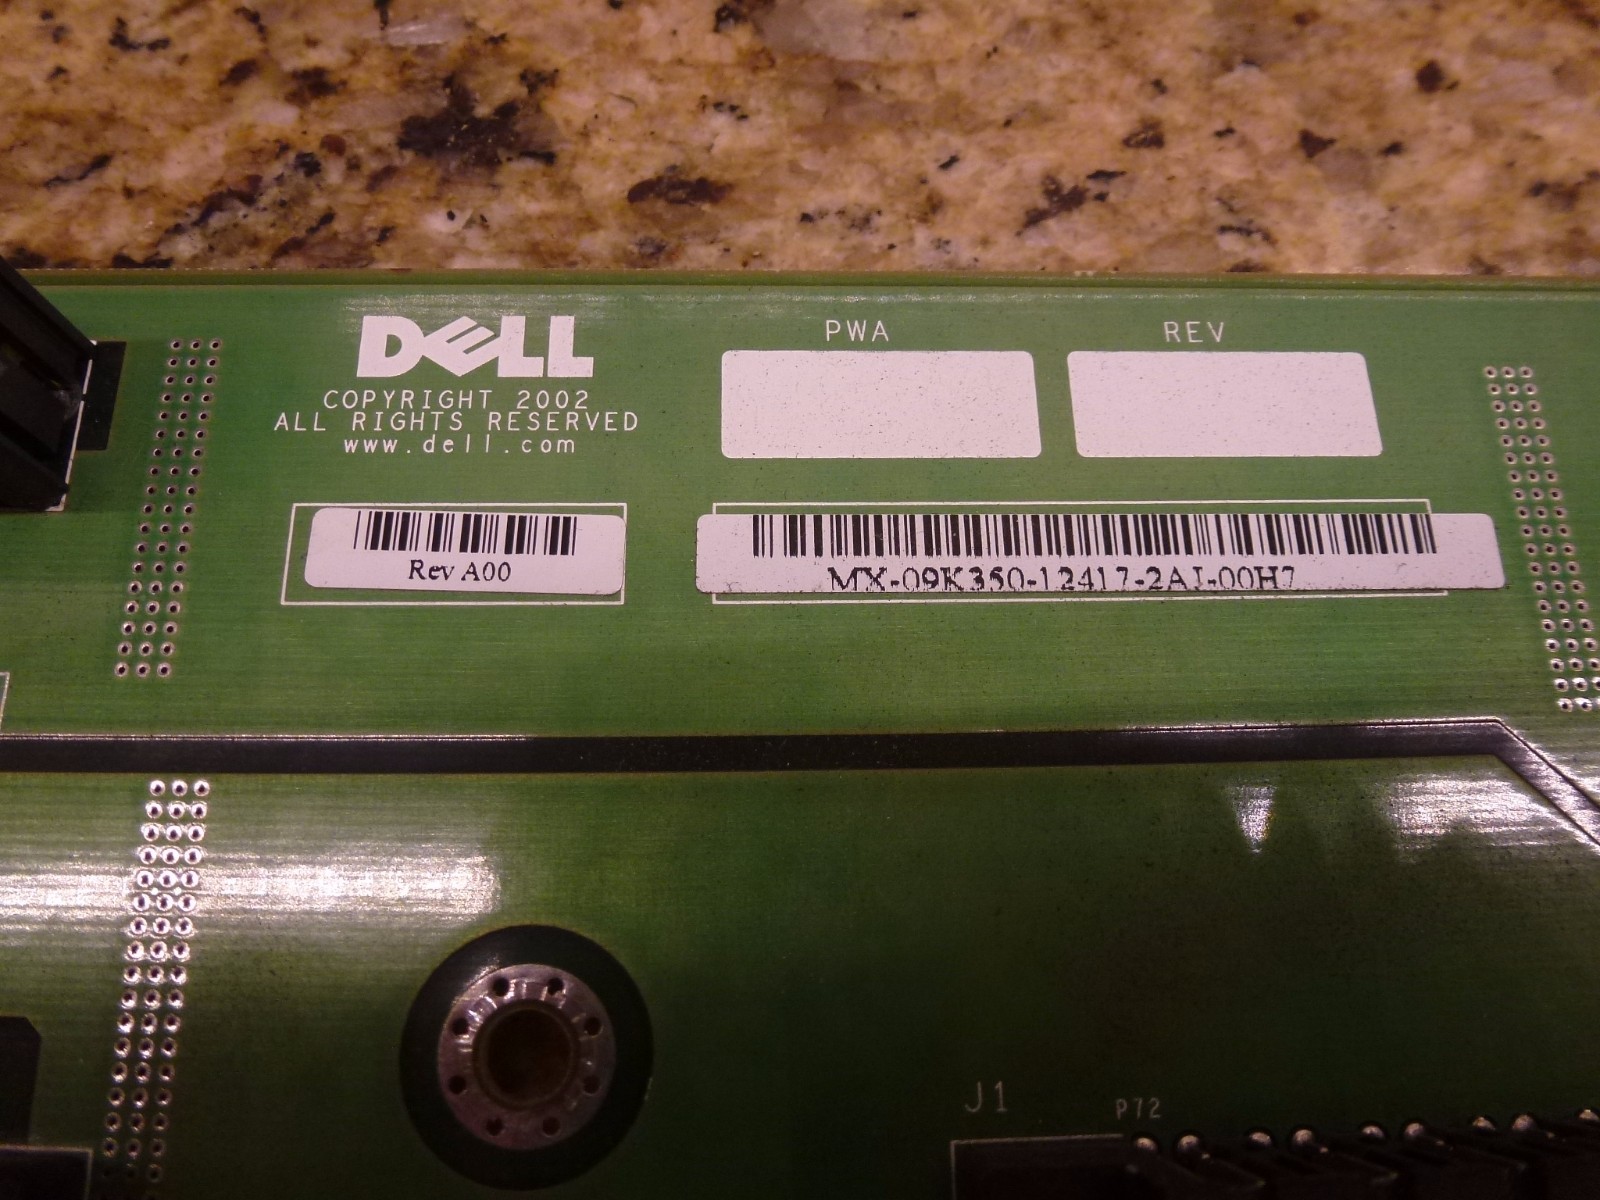 DELL
COPYRIGHT 2002
ALL RIGHTS RESERVED
www.dell.com
PWA
REV
Rev A00
MX-09K350-12417-2AI-00H7
J1
P72